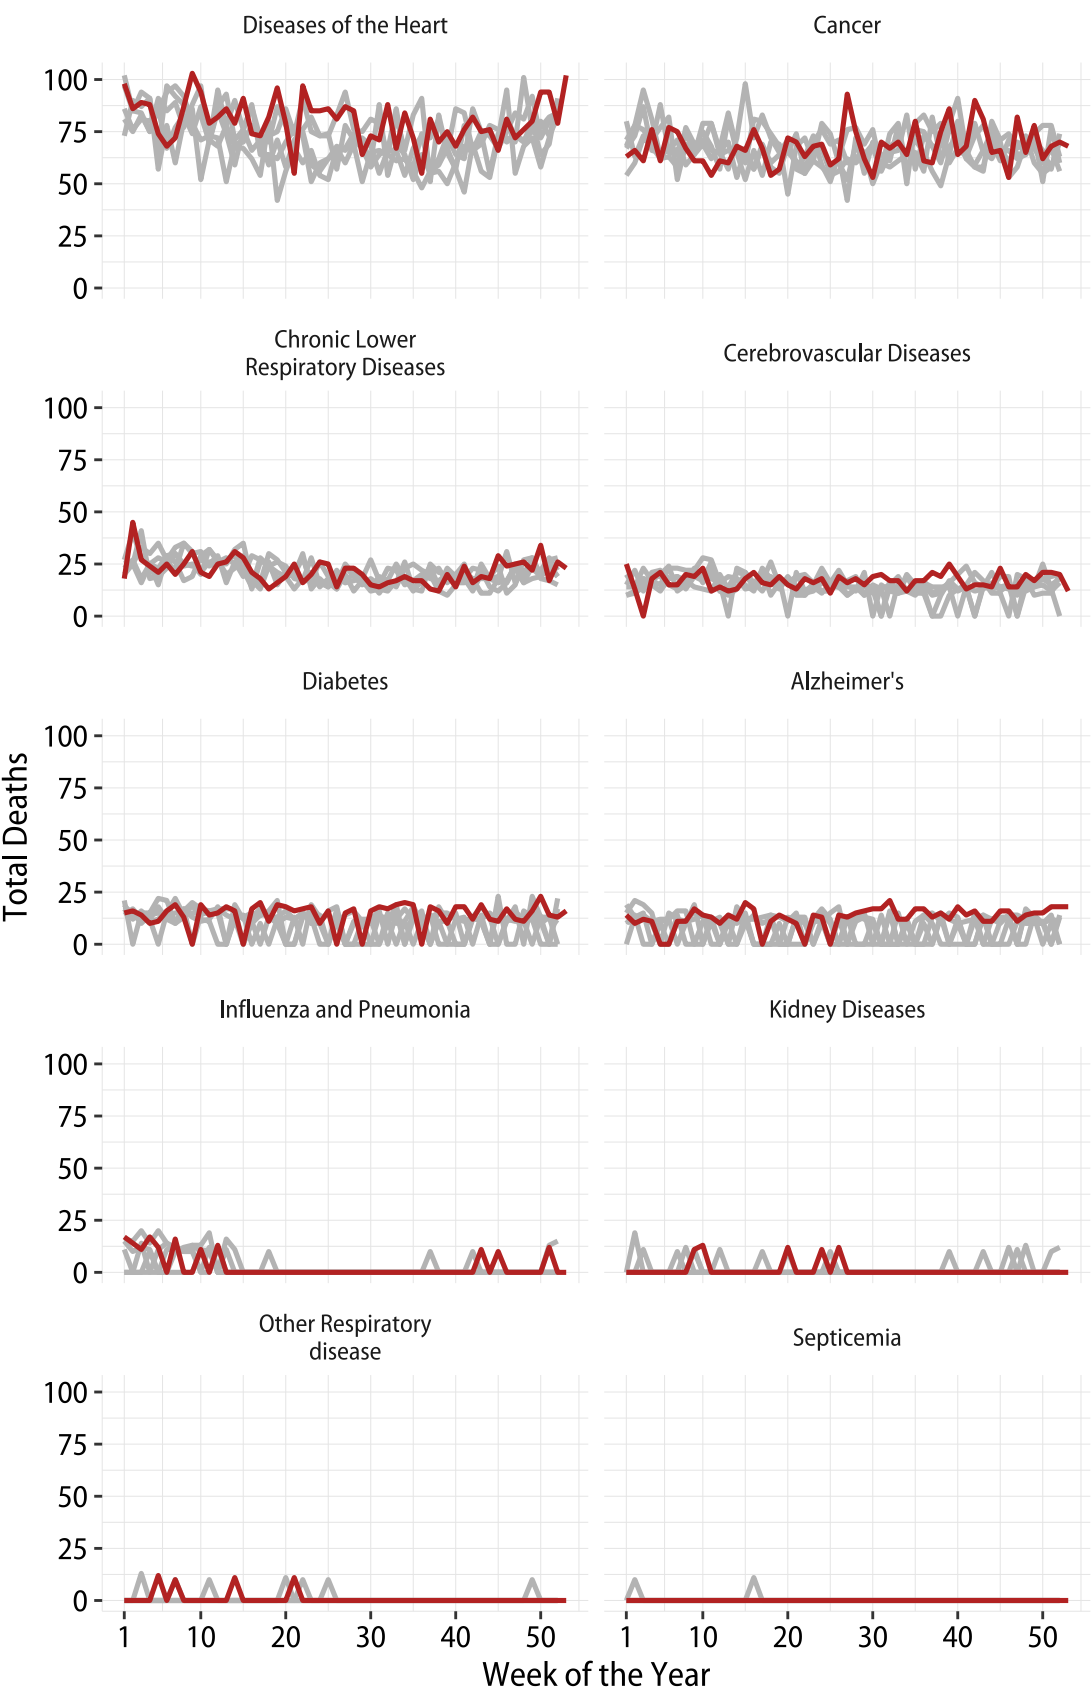 Diseases of the Heart
Cancer
100
75
50
25
0
Chronic Lower
Respiratory Diseases
Cerebrovascular Diseases
100
75
50
25
0
Diabetes
Alzheimer's
100
75
50
25
0
Total Deaths
Influenza and Pneumonia
Kidney Diseases
100
75
50
25
0
Other Respiratory
disease
Septicemia
100
75
50
25
0
1 10 20 30 40 50
1 10 20 30 40 50
Week of the Year